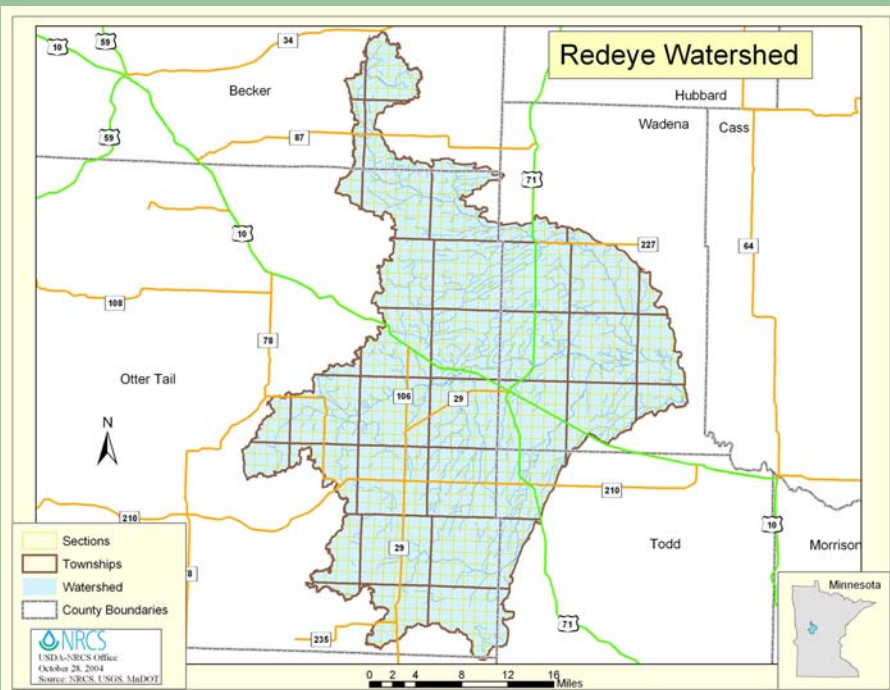 Redeye Watershed
59
10
34
Becker
Hubbard
Wadena
Cass
59
87
71
10
227
64
108
78
Otter Tail
N
106
29
210
210
10
29
Todd
Morrison
78
71
235
Sections
Townships
Watershed
County Boundaries
NRCS
USDA-NRCS Office
October 28, 2004
Source: NRCS, USGS, MnDOT
0 2 4 8 12 16
Miles
Minnesota